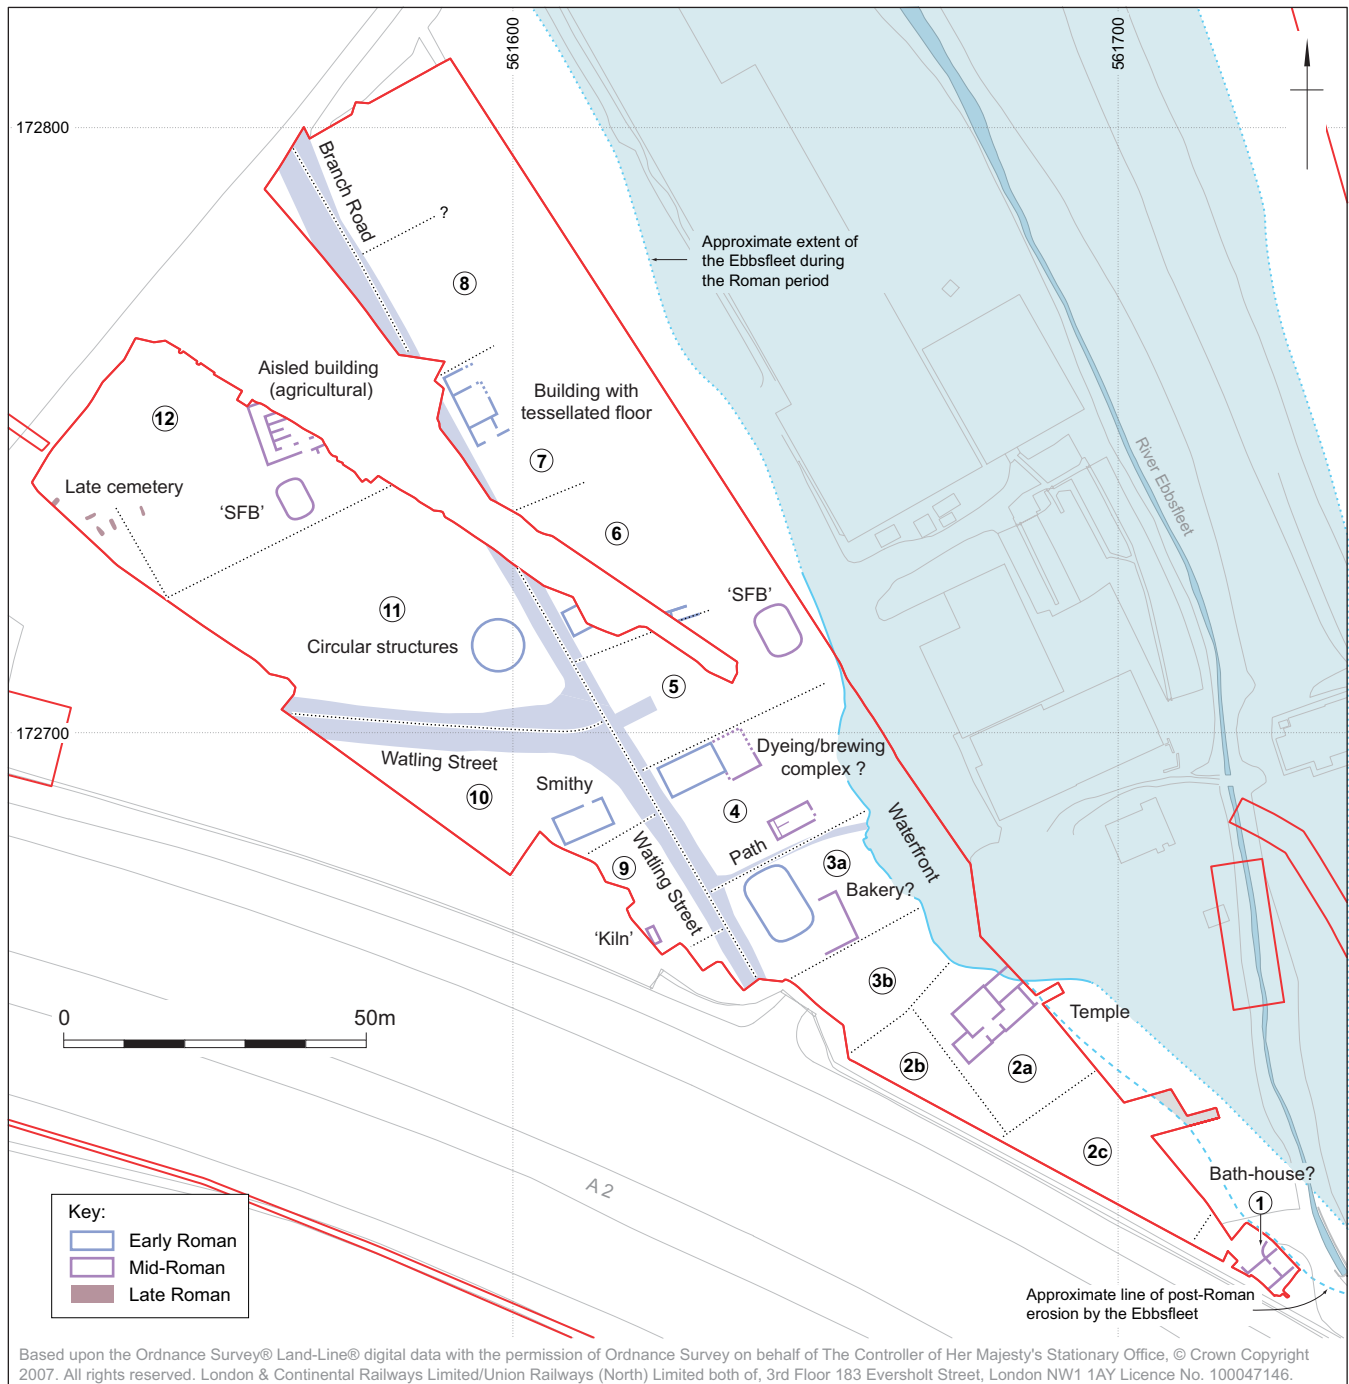 561600
561700
172800
Branch Road
?
Approximate extent of
the Ebbsfleet during
the Roman period
8
Aisled building
(agricultural)
Building with
tessellated floor
12
7
River Ebbsfleet
Late cemetery
'SFB'
6
'SFB'
11
Circular structures
5
172700
Watling Street
Dyeing/brewing
complex ?
Smithy
10
4
Waterfront
Path
9
Watling Street
3a
Bakery?
'Kiln'
3b
0
50m
Temple
2b
2a
2c
A2
Bath-house?
1
Key:
Early Roman
Mid-Roman
Late Roman
Approximate line of post-Roman
erosion by the Ebbsfleet
Based upon the Ordnance Survey® Land-Line® digital data with the permission of Ordnance Survey on behalf of The Controller of Her Majesty's Stationary Office, © Crown Copyright
2007. All rights reserved. London & Continental Railways Limited/Union Railways (North) Limited both of, 3rd Floor 183 Eversholt Street, London NW1 1AY Licence No. 100047146.